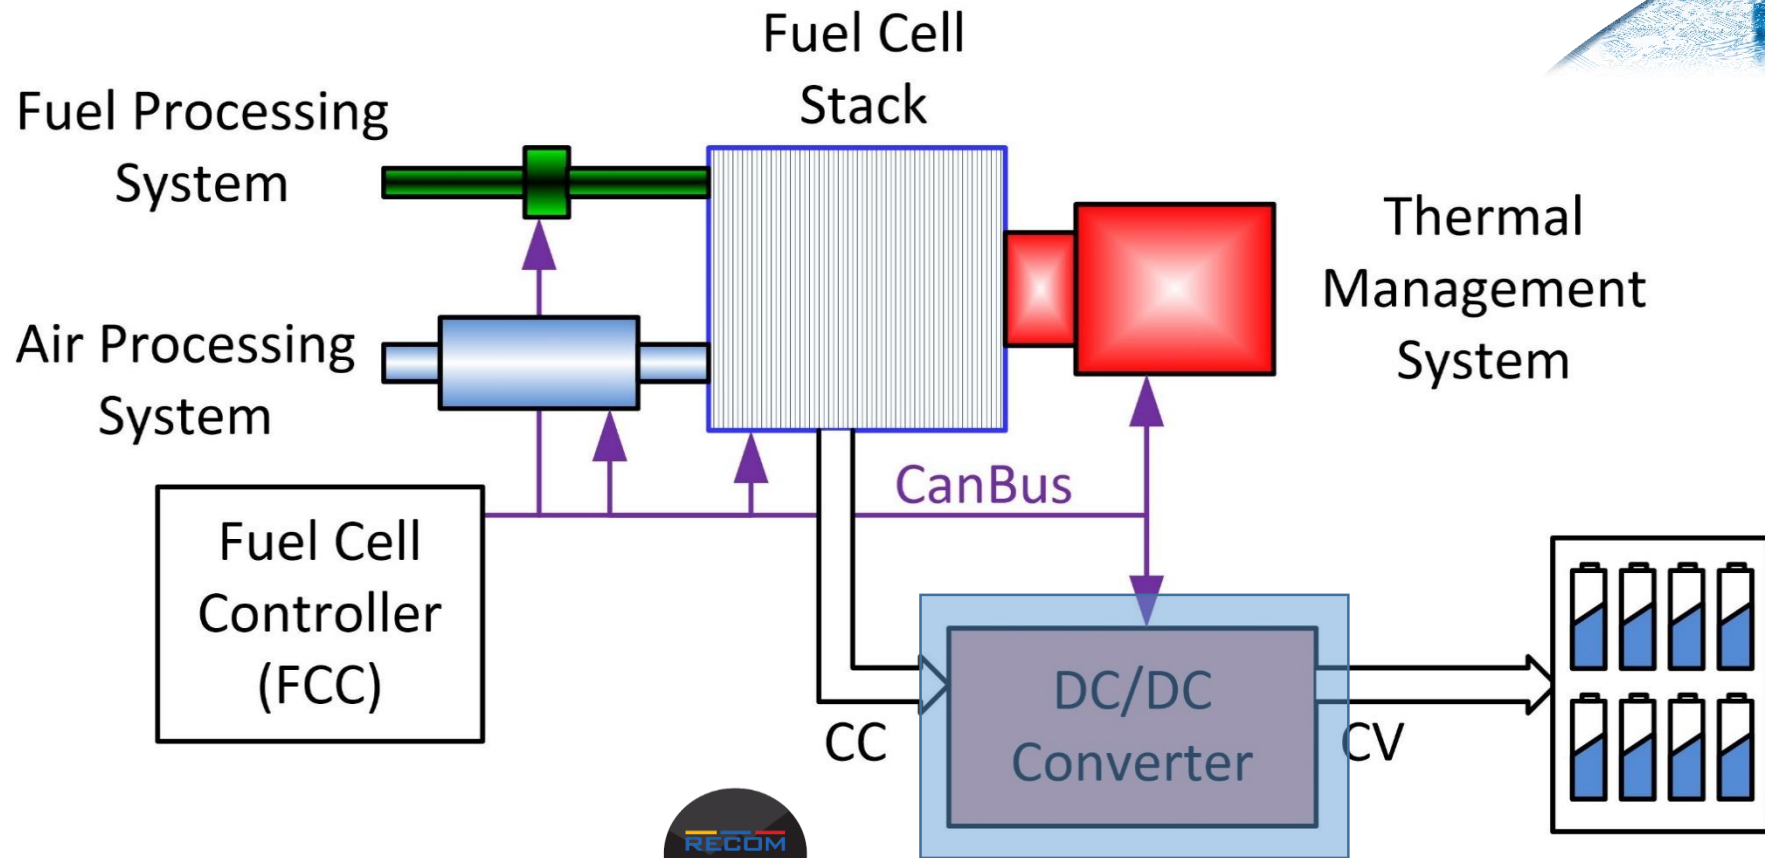 Fuel Cell
Stack
Fuel Processing
System
Thermal
Management
System
Air Processing
System
CanBus
Fuel Cell
Controller
(FCC)
DC/DC
Converter
CC
CV
RECOM